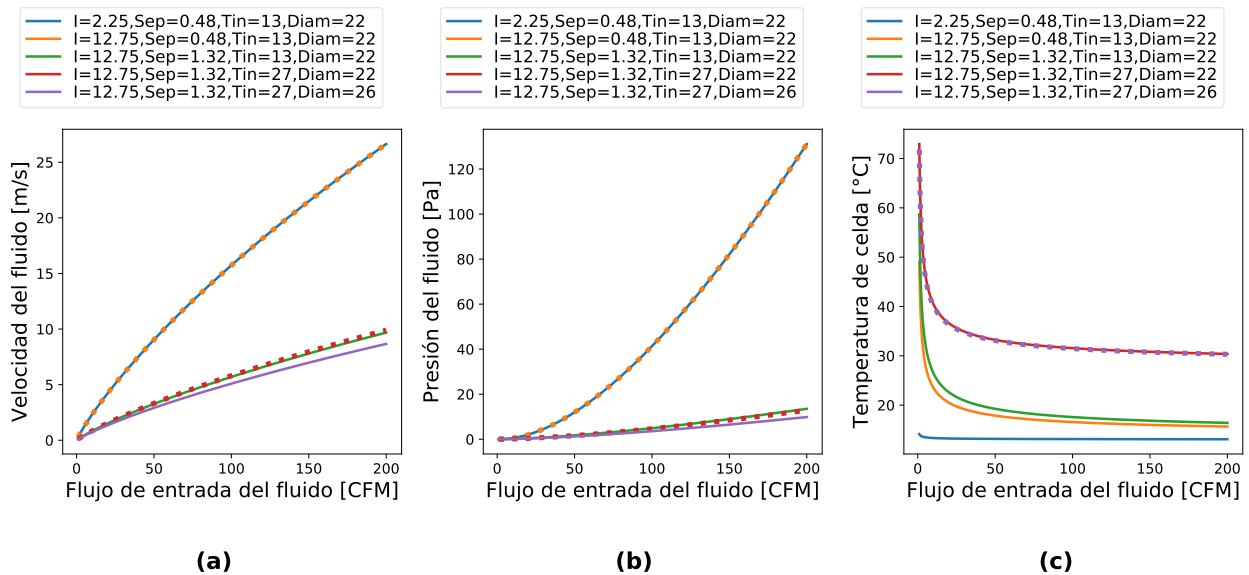 I=2.25,Sep=0.48,Tin=13,Diam=22
I=12.75,Sep=0.48,Tin=13,Diam=22
I=12.75,Sep=1.32,Tin=13,Diam=22
I=12.75,Sep=1.32,Tin=27,Diam=22
I=12.75,Sep=1.32,Tin=27,Diam=26
Velocidad del fluido [m/s]
25
20
15
10
5
0
0 50 100 150 200
Flujo de entrada del fluido [CFM]
(a)
I=2.25,Sep=0.48,Tin=13,Diam=22
I=12.75,Sep=0.48,Tin=13,Diam=22
I=12.75,Sep=1.32,Tin=13,Diam=22
I=12.75,Sep=1.32,Tin=27,Diam=22
I=12.75,Sep=1.32,Tin=27,Diam=26
Presión del fluido [Pa]
120
100
80
60
40
20
0
0 50 100 150 200
Flujo de entrada del fluido [CFM]
(b)
I=2.25,Sep=0.48,Tin=13,Diam=22
I=12.75,Sep=0.48,Tin=13,Diam=22
I=12.75,Sep=1.32,Tin=13,Diam=22
I=12.75,Sep=1.32,Tin=27,Diam=22
I=12.75,Sep=1.32,Tin=27,Diam=26
Temperatura de celda [°C]
70
60
50
40
30
20
0 50 100 150 200
Flujo de entrada del fluido [CFM]
(c)